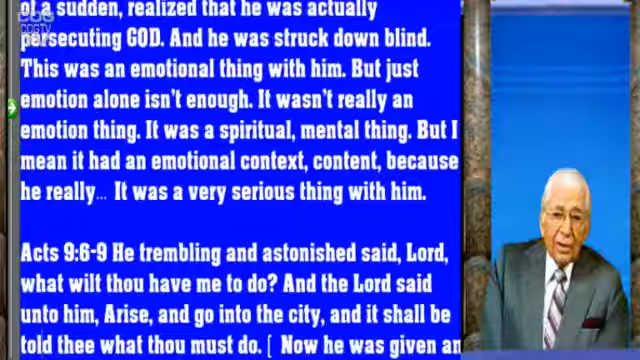 COG
COGTV
of a sudden, realized that he was actually
persecuting GOD. And he was struck down blind.
This was an emotional thing with him. But just
emotion alone isn't enough. It wasn't really an
emotion thing. It was a spiritual, mental thing. But I
mean it had an emotional context, content, because
he really... It was a very serious thing with him.
Acts 9:6-9 He trembling and astonished said, Lord,
what wilt thou have me to do? And the Lord said
unto him, Arise, and go into the city, and it shall be
told thee what thou must do. [ Now he was given an